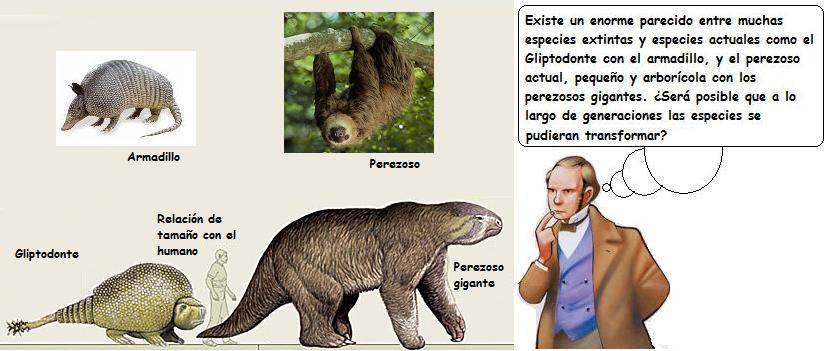 Existe un enorme parecido entre muchas
especies extintas y especies actuales como el
Gliptodonte con el armadillo, y el perezoso
actual, pequeño y arborícola con los
perezosos gigantes. ¿Será posible que a lo
largo de generaciones las especies se
pudieran transformar?
Armadillo
Perezoso
Relación de
tamaño con el
humano
Gliptodonte
Perezoso
gigante